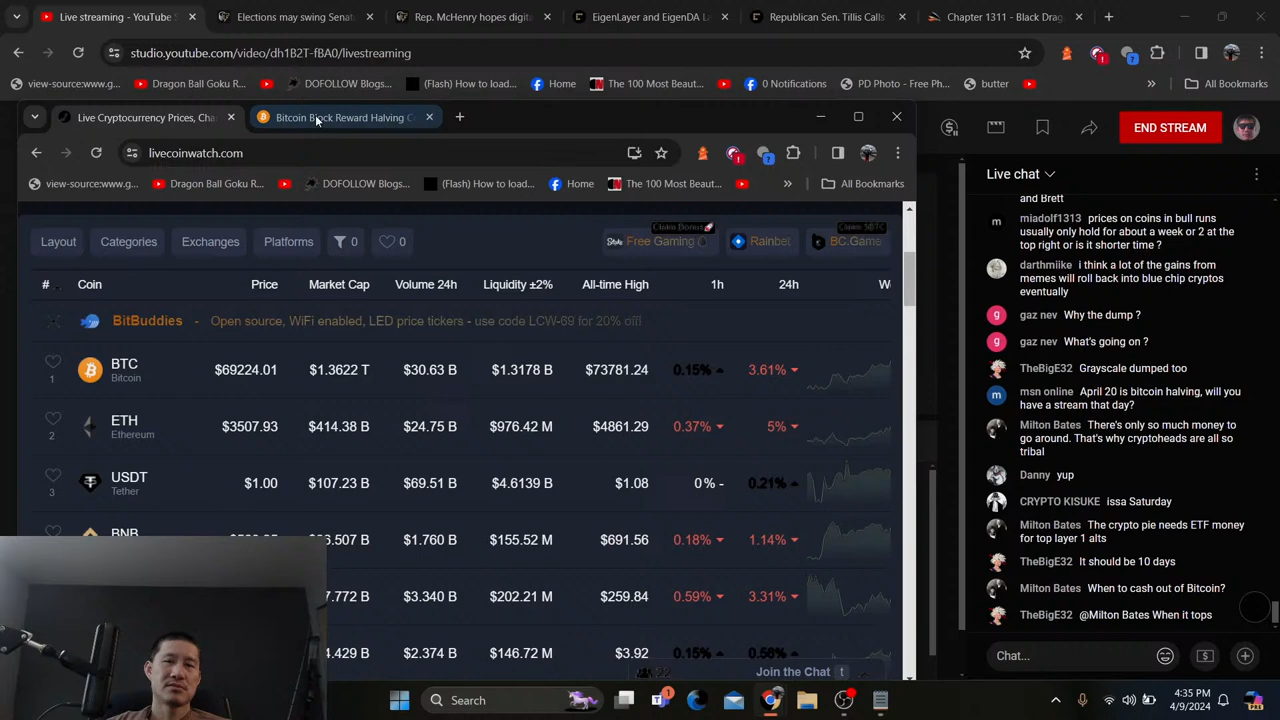 Live streaming - YouTube S
Elections may swing Senat
Rep. McHenry hopes digit
EigenLayer and EigenDA L
Republican Sen. Tillis Calls
Chapter 1311 - Black Drag
studio.youtube.com/video/dh1B2T-fBA0/livestreaming
view-source:www.g...
Dragon Ball Goku R...
DOFOLLOW Blogs...
(Flash) How to load...
Home
The 100 Most Beaut...
0 Notifications
PD Photo - Free Ph...
butter
All Bookmarks
Live Cryptocurrency Prices, Cha
Bitcoin Block Reward Halving C
livecoinwatch.com
view-source:www.g...
Dragon Ball Goku R...
DOFOLLOW Blogs...
(Flash) How to load...
Home
The 100 Most Beaut...
All Bookmarks
END STREAM
Layout
Categories
Exchanges
Platforms
0
0
Claim Bonus
Free Gaming
Rainbet
BC.Game
# Coin Price Market Cap Volume 24h Liquidity ±2% All-time High 1h 24h We
BitBuddies - Open source, WiFi enabled, LED price tickers - use code LCW-69 for 20% off!
1 BTC $69224.01 $1.3622 T $30.63 B $1.3178 B $73781.24 0.15% 3.61%
Bitcoin
2 ETH $3507.93 $414.38 B $24.75 B $976.42 M $4861.29 0.37% 5%
Ethereum
3 USDT $1.00 $107.23 B $69.51 B $4.6139 B $1.08 0 % - 0.21%
Tether
BNB 6.507 B $1.760 B $155.52 M $691.56 0.18% 1.14%
7.772 B $3.340 B $202.21 M $259.84 0.59% 3.31%
4.429 B $2.374 B $146.72 M $3.92 0.15% 0.56%
22
Join the Chat t
Live chat
and Brett
miadolf1313 prices on coins in bull runs
usually only hold for about a week or 2 at the
top right or is it shorter time ?
darthmiike i think a lot of the gains from
memes will roll back into blue chip cryptos
eventually
gaz nev Why the dump ?
gaz nev What's going on ?
TheBigE32 Grayscale dumped too
msn online April 20 is bitcoin halving, will you
have a stream that day?
Milton Bates There's only so much money to
go around. That's why cryptoheads are all so
tribal
Danny yup
CRYPTO KISUKE issa Saturday
Milton Bates The crypto pie needs ETF money
for top layer 1 alts
TheBigE32 It should be 10 days
Milton Bates When to cash out of Bitcoin?
TheBigE32 @Milton Bates When it tops
Chat...
Search
4:35 PM
4/9/2024